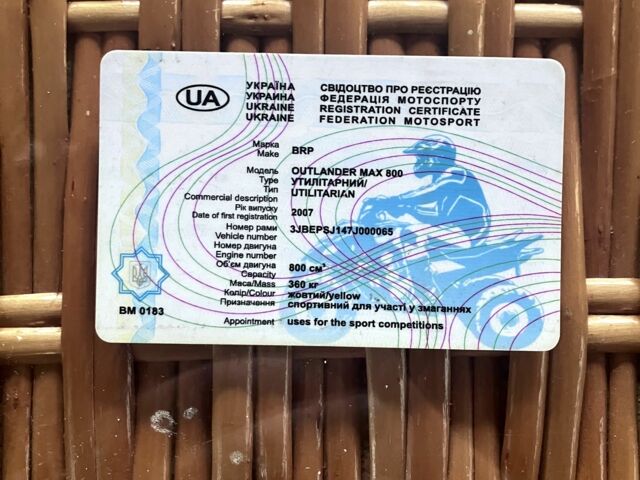 UA
УКРАЇНА СВІДОЦТВО ПРО РЕЄСТРАЦІЮ
УКРАИНА ФЕДЕРАЦІЯ МОТОСПОРТУ
UKRAINE REGISTRATION CERTIFICATE
UKRAINE FEDERATION MOTOSPORT
Марка
Make BRP
Модель OUTLANDER MAX 800
Type УТИЛІТАРНИЙ/
Тип UTILITARIAN
Commercial description
Рік випуску 2007
Date of first registration
Номер рами 3JBEPSJ147J000065
Vehicle number
Номер двигуна
Engine number
Об'єм двигуна 800 см³
Capacity
Маса/Mass 360 кг
Колір/Colour жовтий/yellow
Призначення спортивний для участі у змаганнях
BM 0183
Appointment uses for the sport competitions